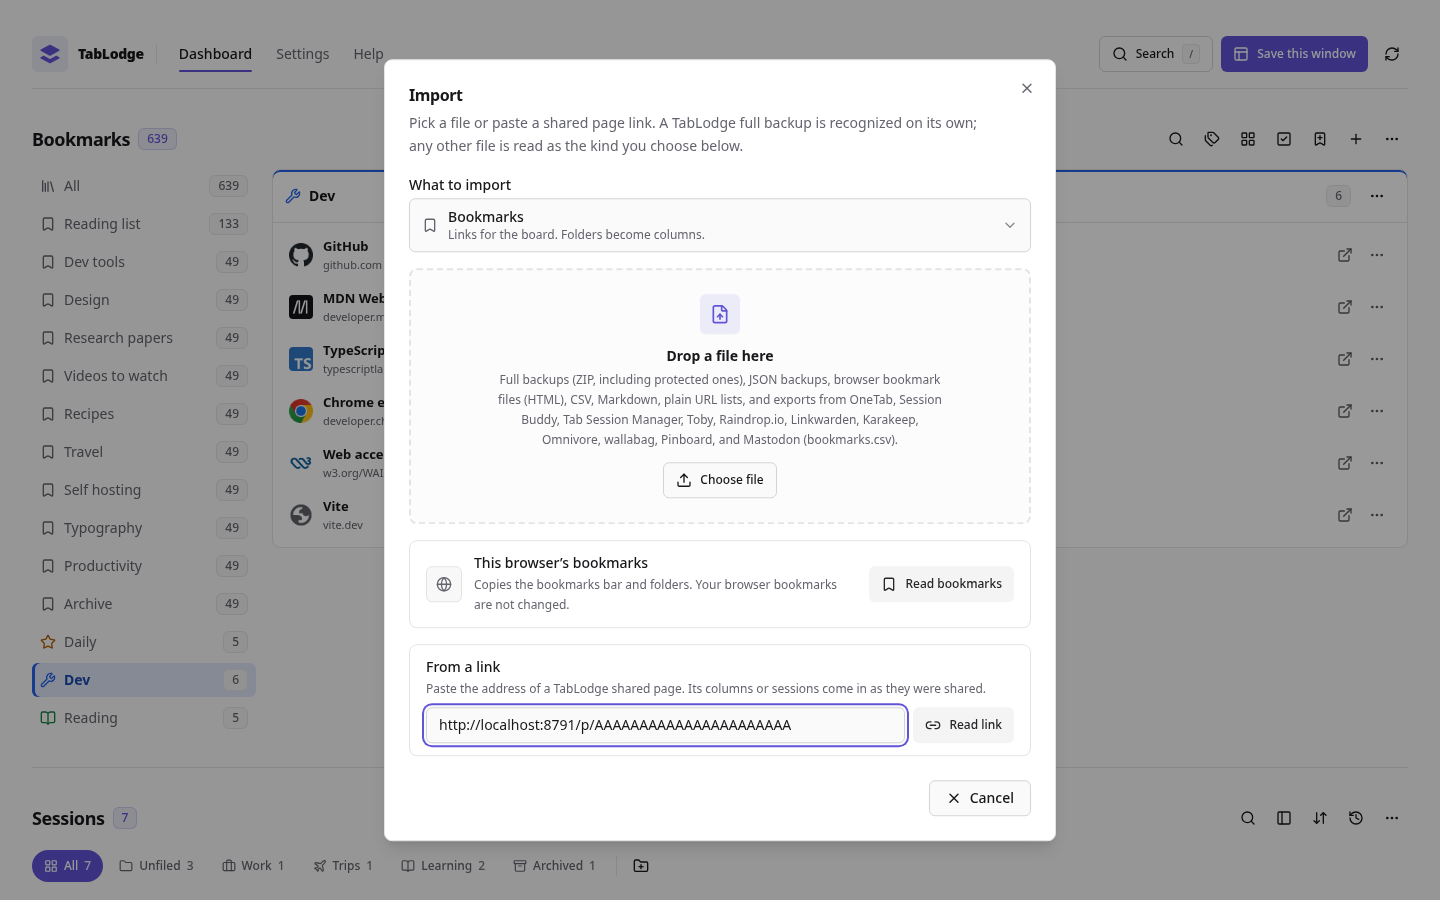 TabLodge
Dashboard
Settings
Help
Search /
Save this window
Bookmarks 639
All 639
Reading list 133
Dev tools 49
Design 49
Research papers 49
Videos to watch 49
Recipes 49
Travel 49
Self hosting 49
Typography 49
Productivity 49
Archive 49
Daily 5
Dev 6
Reading 5
Dev
6
GitHub
github.com
MDN Web
developer.m
TypeScrip
typescriptla
Chrome e
developer.ch
Web acce
w3.org/WAI
Vite
vite.dev
Import
Pick a file or paste a shared page link. A TabLodge full backup is recognized on its own;
any other file is read as the kind you choose below.
What to import
Bookmarks
Links for the board. Folders become columns.
Drop a file here
Full backups (ZIP, including protected ones), JSON backups, browser bookmark
files (HTML), CSV, Markdown, plain URL lists, and exports from OneTab, Session
Buddy, Tab Session Manager, Toby, Raindrop.io, Linkwarden, Karakeep,
Omnivore, wallabag, Pinboard, and Mastodon (bookmarks.csv).
Choose file
This browser’s bookmarks
Copies the bookmarks bar and folders. Your browser bookmarks
are not changed.
Read bookmarks
From a link
Paste the address of a TabLodge shared page. Its columns or sessions come in as they were shared.
http://localhost:8791/p/AAAAAAAAAAAAAAAAAAAAAA
Read link
Cancel
Sessions 7
All 7
Unfiled 3
Work 1
Trips 1
Learning 2
Archived 1